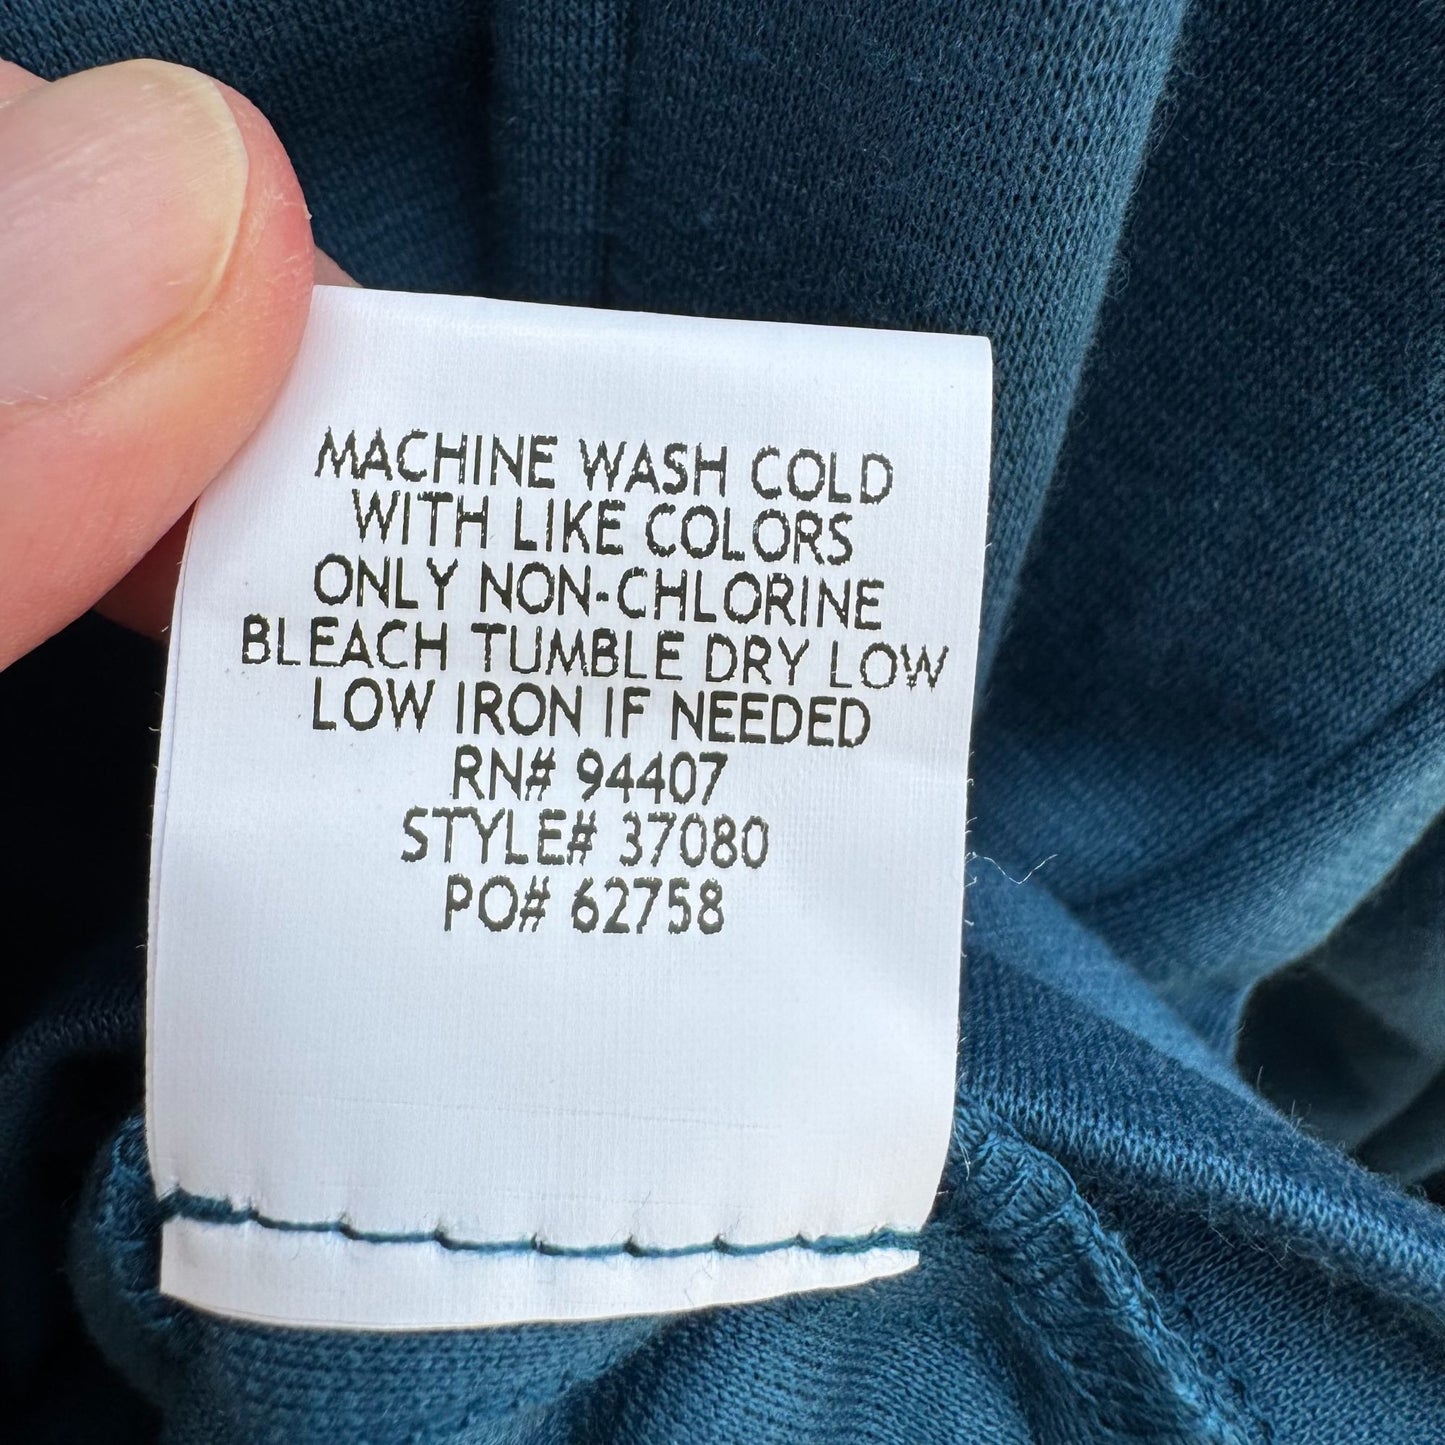 MACHINE WASH COLD
WITH LIKE COLORS
ONLY NON-CHLORINE
BLEACH TUMBLE DRY LOW
LOW IRON IF NEEDED
RN# 94407
STYLE# 37080
PO# 62758